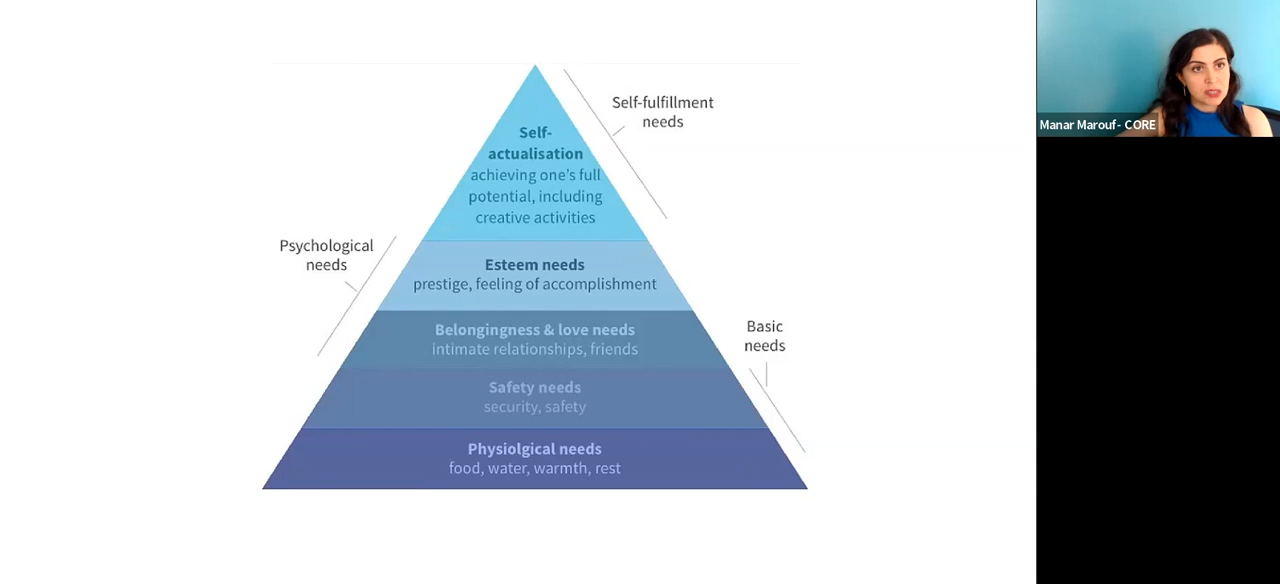 Self-fulfillment
needs
Self-
actualisation
achieving one's full
potential, including
creative activities
Psychological
needs
Esteem needs
prestige, feeling of accomplishment
Belongingness & love needs
intimate relationships, friends
Basic
needs
Safety needs
security, safety
Physiolgical needs
food, water, warmth, rest
Manar Marouf- CORE